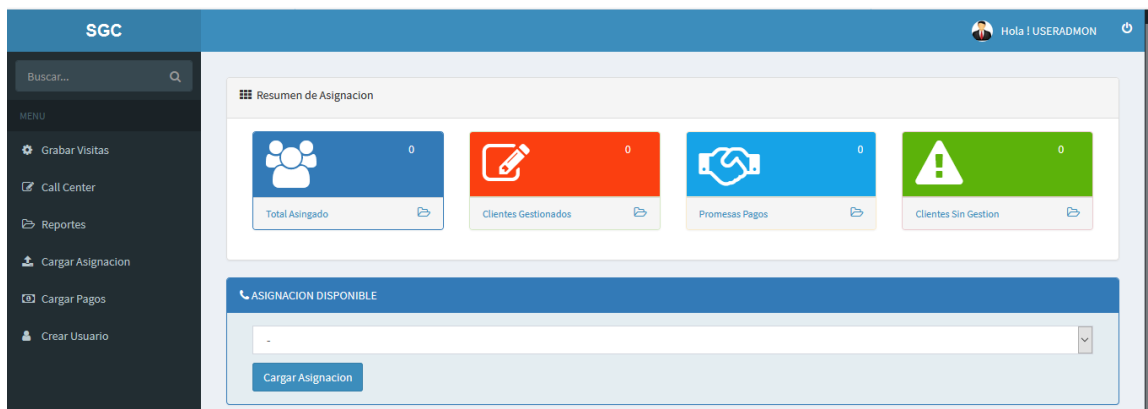 SGC
Hola ! USERADMON
Buscar...
MENU
Grabar Visitas
Call Center
Reportes
Cargar Asignacion
Cargar Pagos
Crear Usuario
Resumen de Asignacion
0
Total Asingado
0
Clientes Gestionados
0
Promesas Pagos
0
Clientes Sin Gestion
ASIGNACION DISPONIBLE
-
Cargar Asignacion